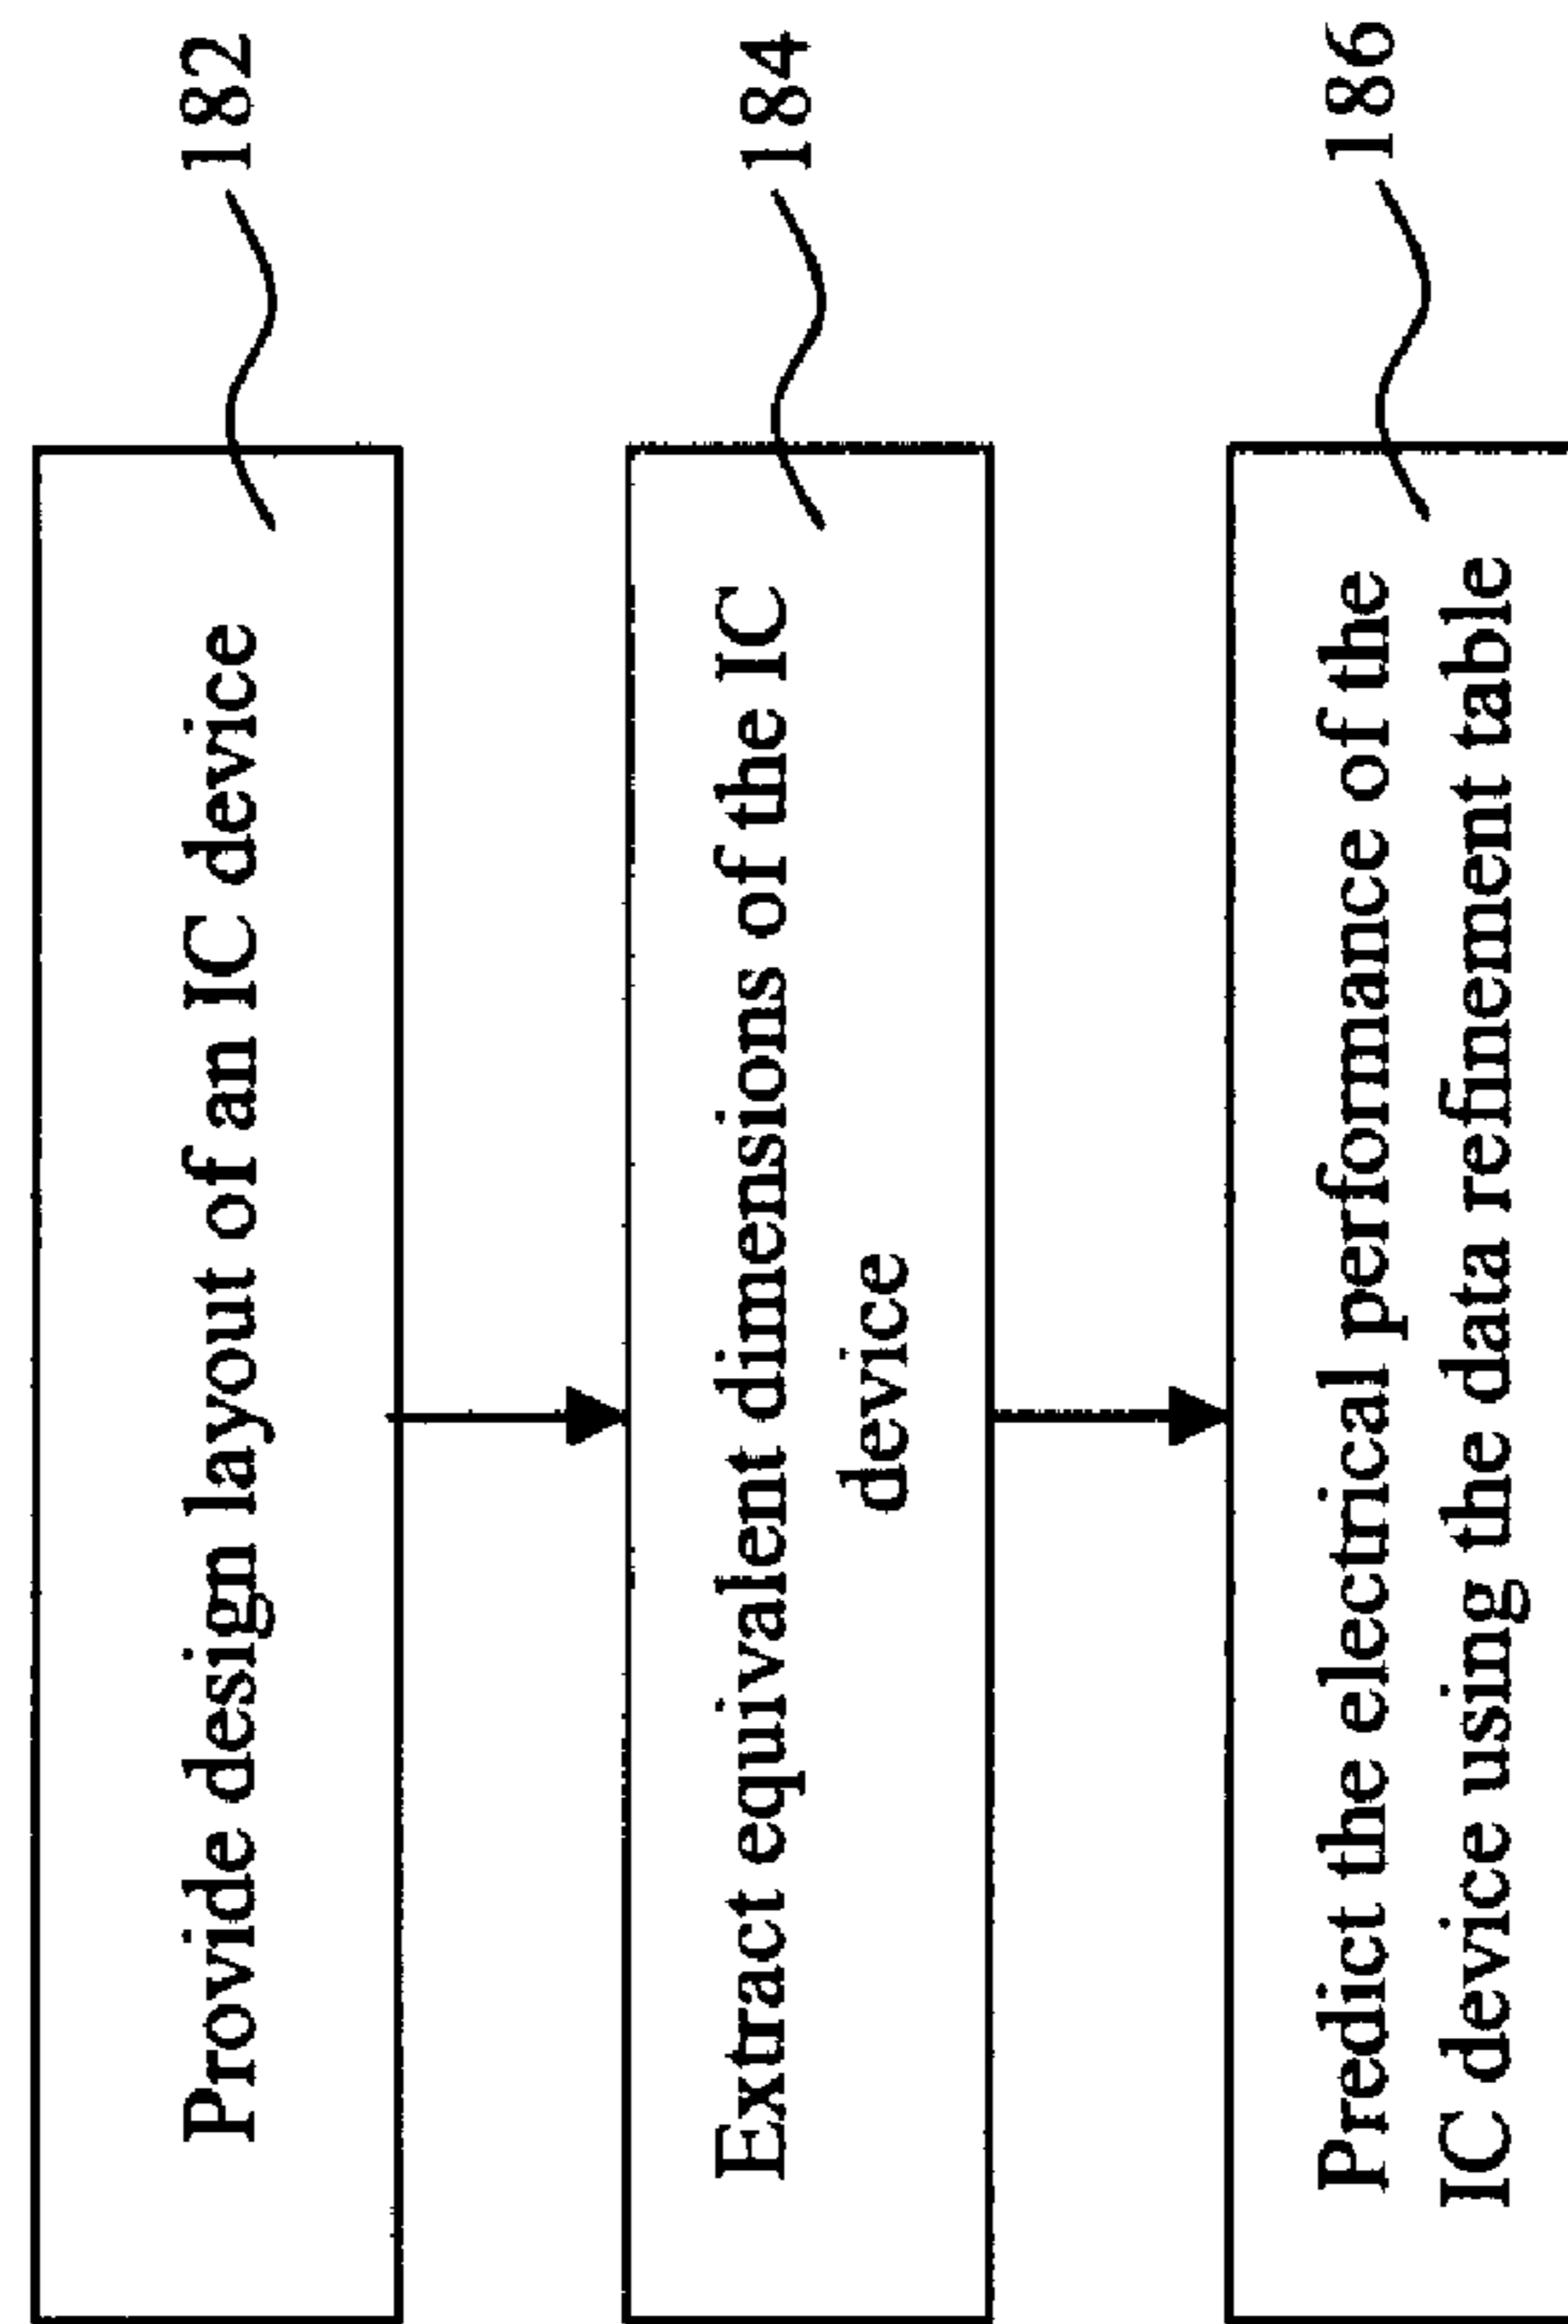 Provide design layout of an IC device
182
Extract equivalent dimensions of the IC
device
184
Predict the electrical perfomance of the
IC device using the data refinement table
186